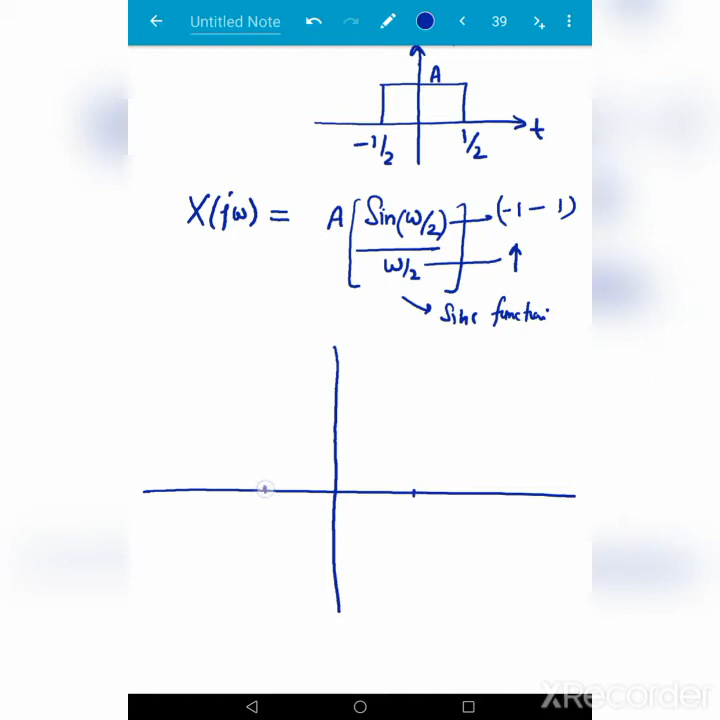 Untitled Note
39
A
-1/2
1/2
t
X(jω) = A[Sin(ω/2)/ω/2] → (-1 - 1)
↑
→ Sinc function
XRecorder